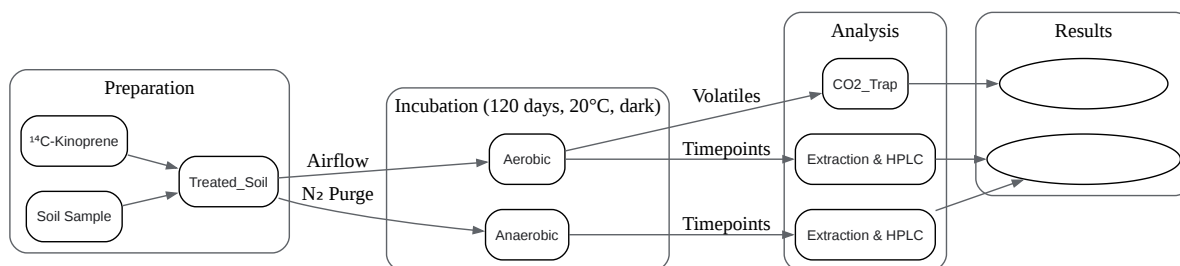 Preparation
¹⁴C-Kinoprene
Soil Sample
Treated_Soil
Airflow
N₂ Purge
Incubation (120 days, 20°C, dark)
Aerobic
Anaerobic
Volatiles
Timepoints
Timepoints
Analysis
CO2_Trap
Extraction & HPLC
Extraction & HPLC
Results